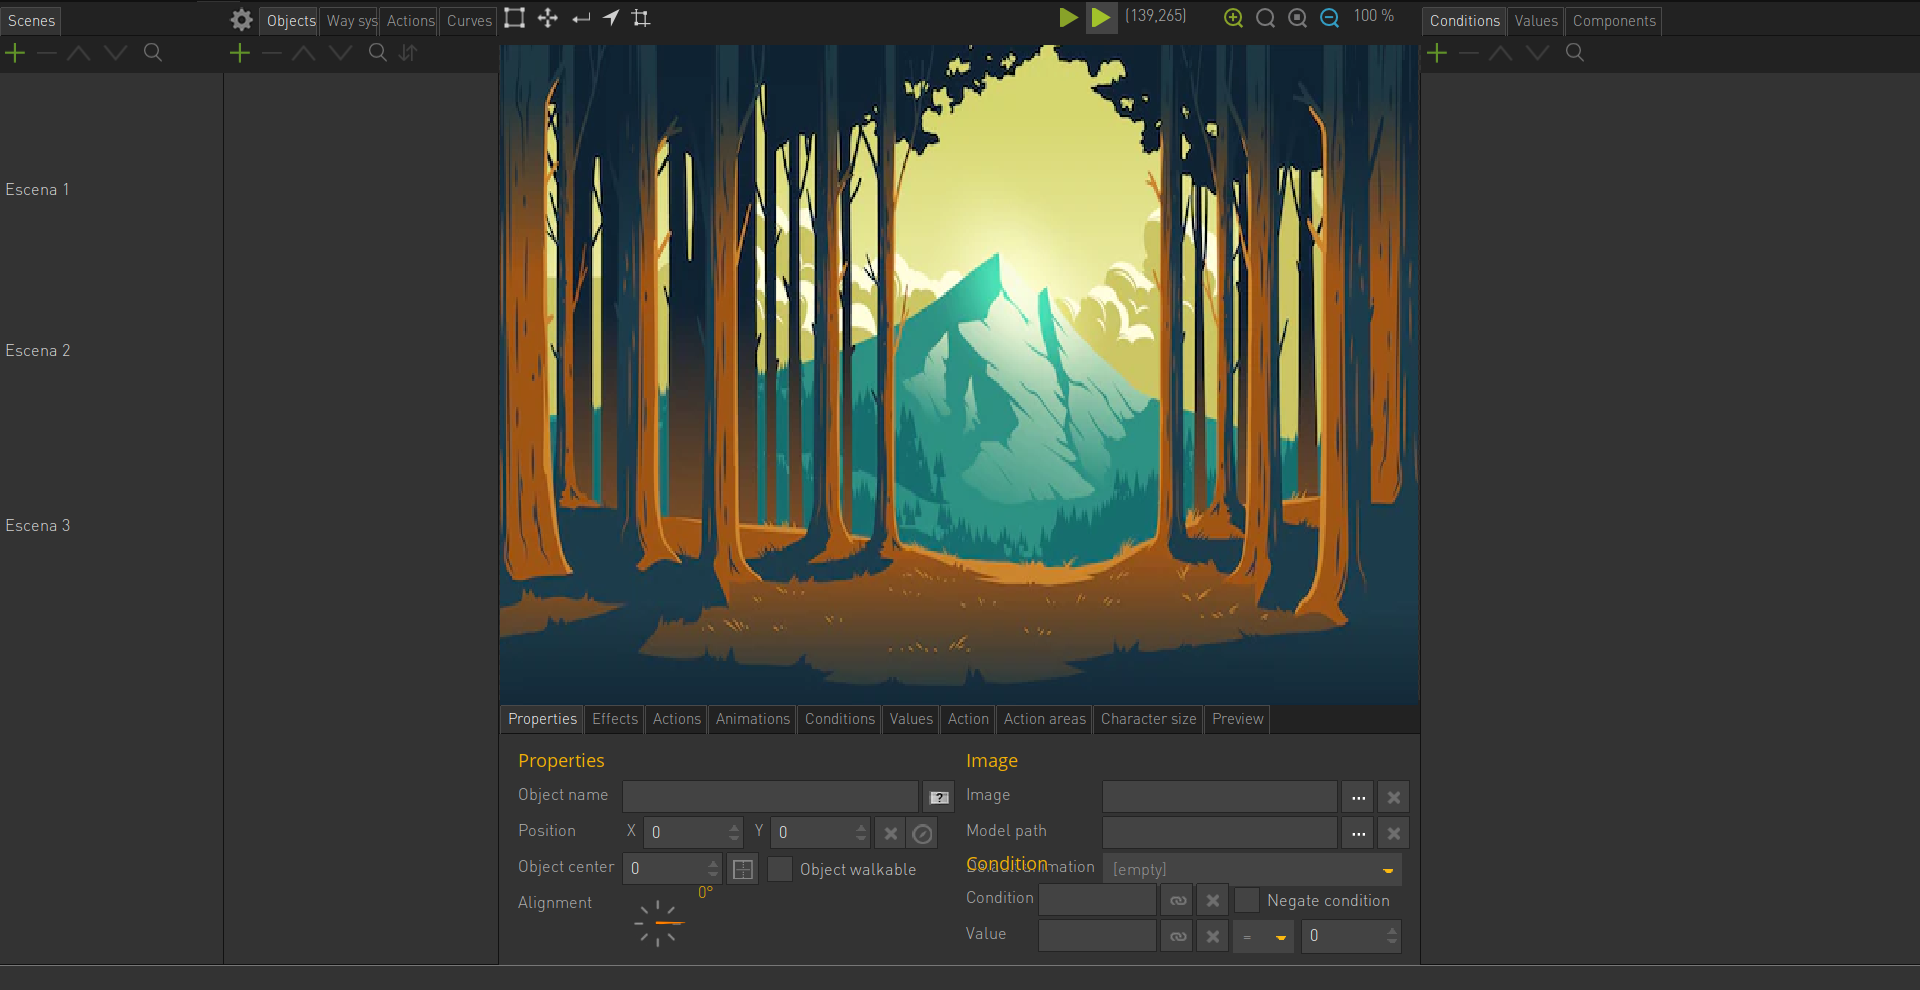 Scenes
Objects Way sys Actions Curves
(139,265) 100 %
Conditions Values Components
Escena 1
Escena 2
Escena 3
Properties Effects Actions Animations Conditions Values Action Action areas Character size Preview
Properties
Object name
Position X 0 Y 0
Object center 0 Object walkable
Alignment 0°
Image
Image ...
Model path ...
Condition
[empty]
Condition Negate condition
Value = 0